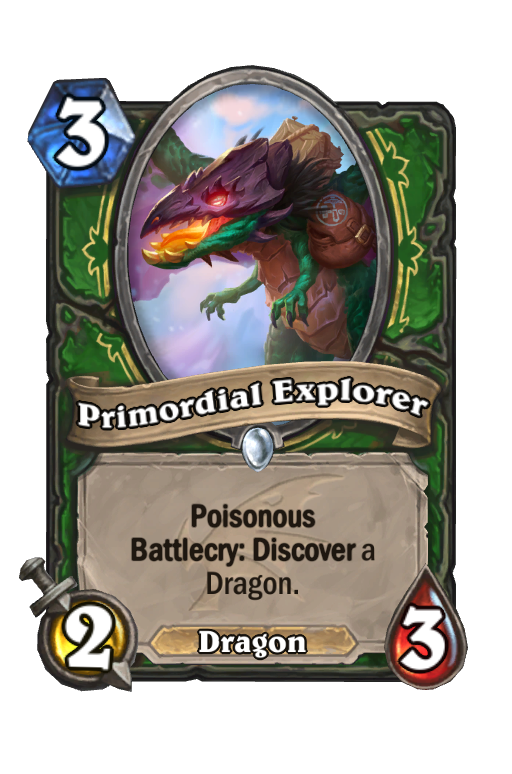 3
Primordial Explorer
Poisonous
Battlecry: Discover a
Dragon.
2
Dragon
3